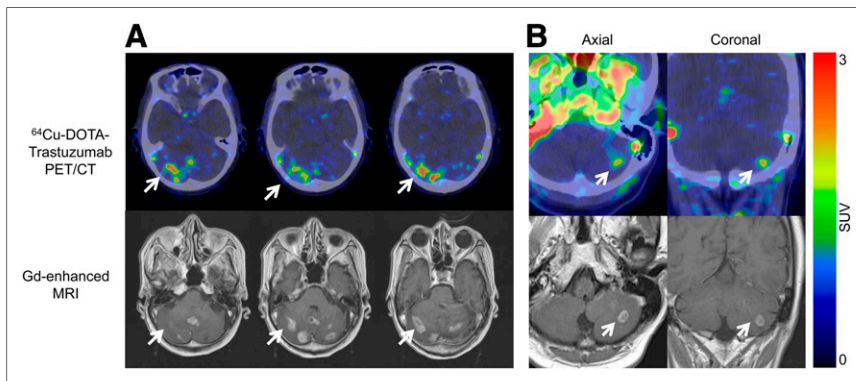 A
B
Axial
Coronal
⁶⁴Cu-DOTA-
Trastuzumab
PET/CT
Gd-enhanced
MRI
3
SUV
0